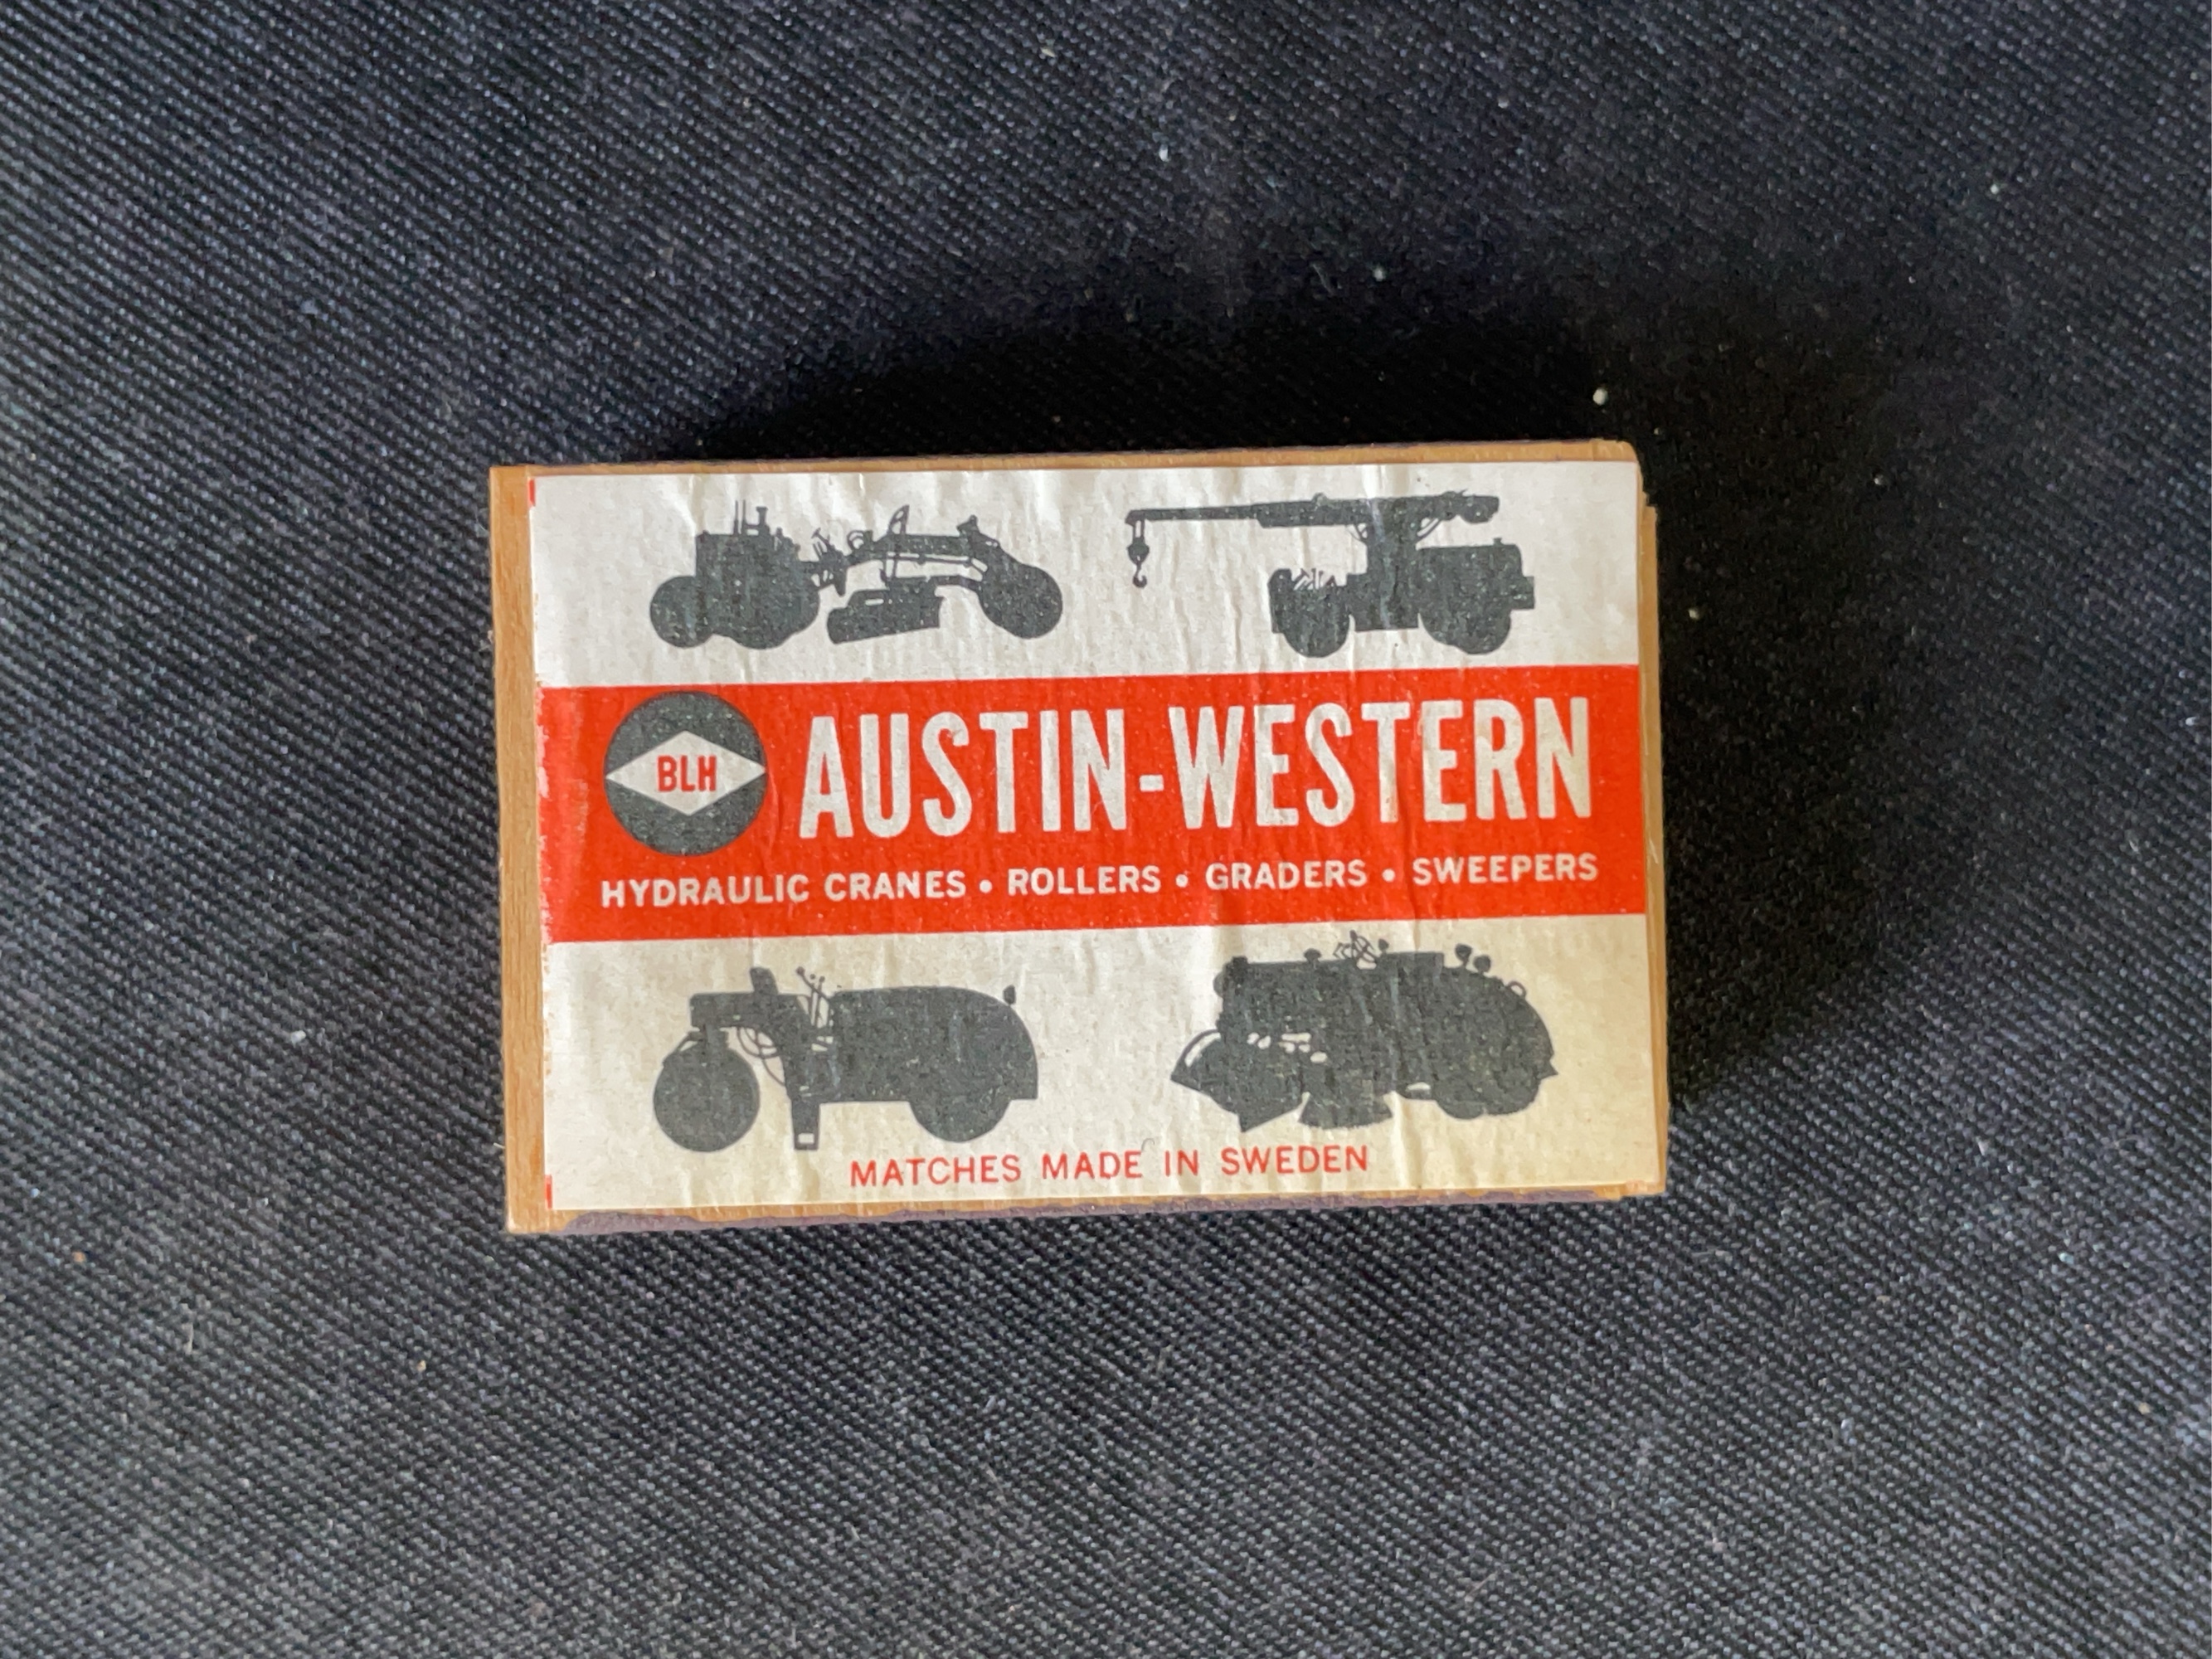 BLH
AUSTIN-WESTERN
HYDRAULIC CRANES • ROLLERS • GRADERS • SWEEPERS
MATCHES MADE IN SWEDEN